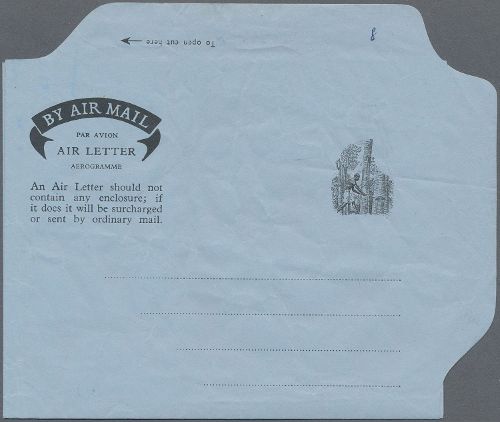 To open cut here
8
BY AIR MAIL
PAR AVION
AIR LETTER
AEROGRAMME
An Air Letter should not
contain any enclosure; if
it does it will be surcharged
or sent by ordinary mail.